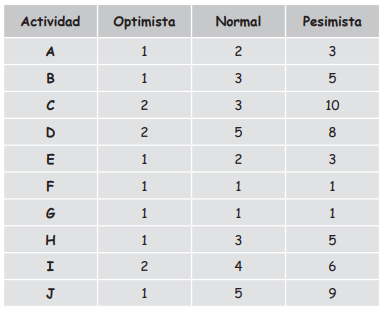 Actividad Optimista Normal Pesimista
A 1 2 3
B 1 3 5
C 2 3 10
D 2 5 8
E 1 2 3
F 1 1 1
G 1 1 1
H 1 3 5
I 2 4 6
J 1 5 9